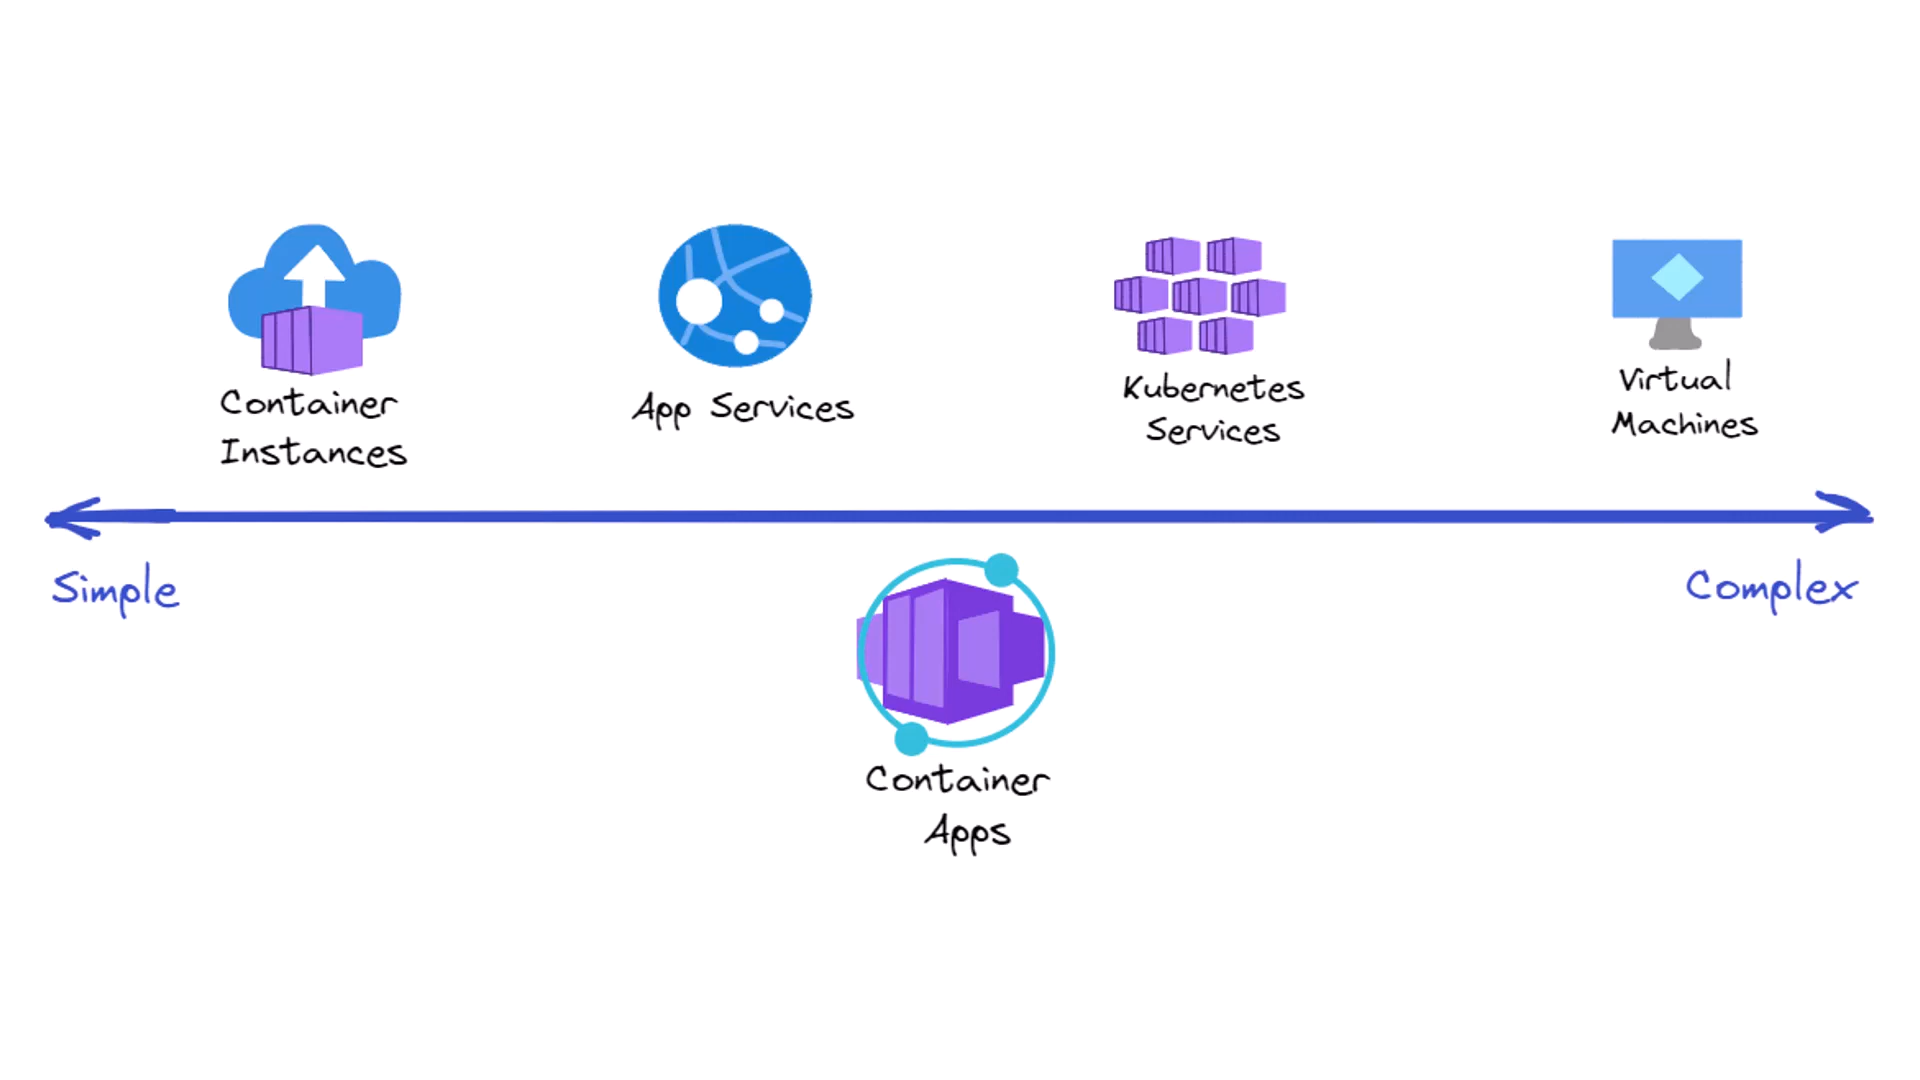 Container
Instances
App Services
Kubernetes
Services
Virtual
Machines
Simple
Complex
Container
Apps